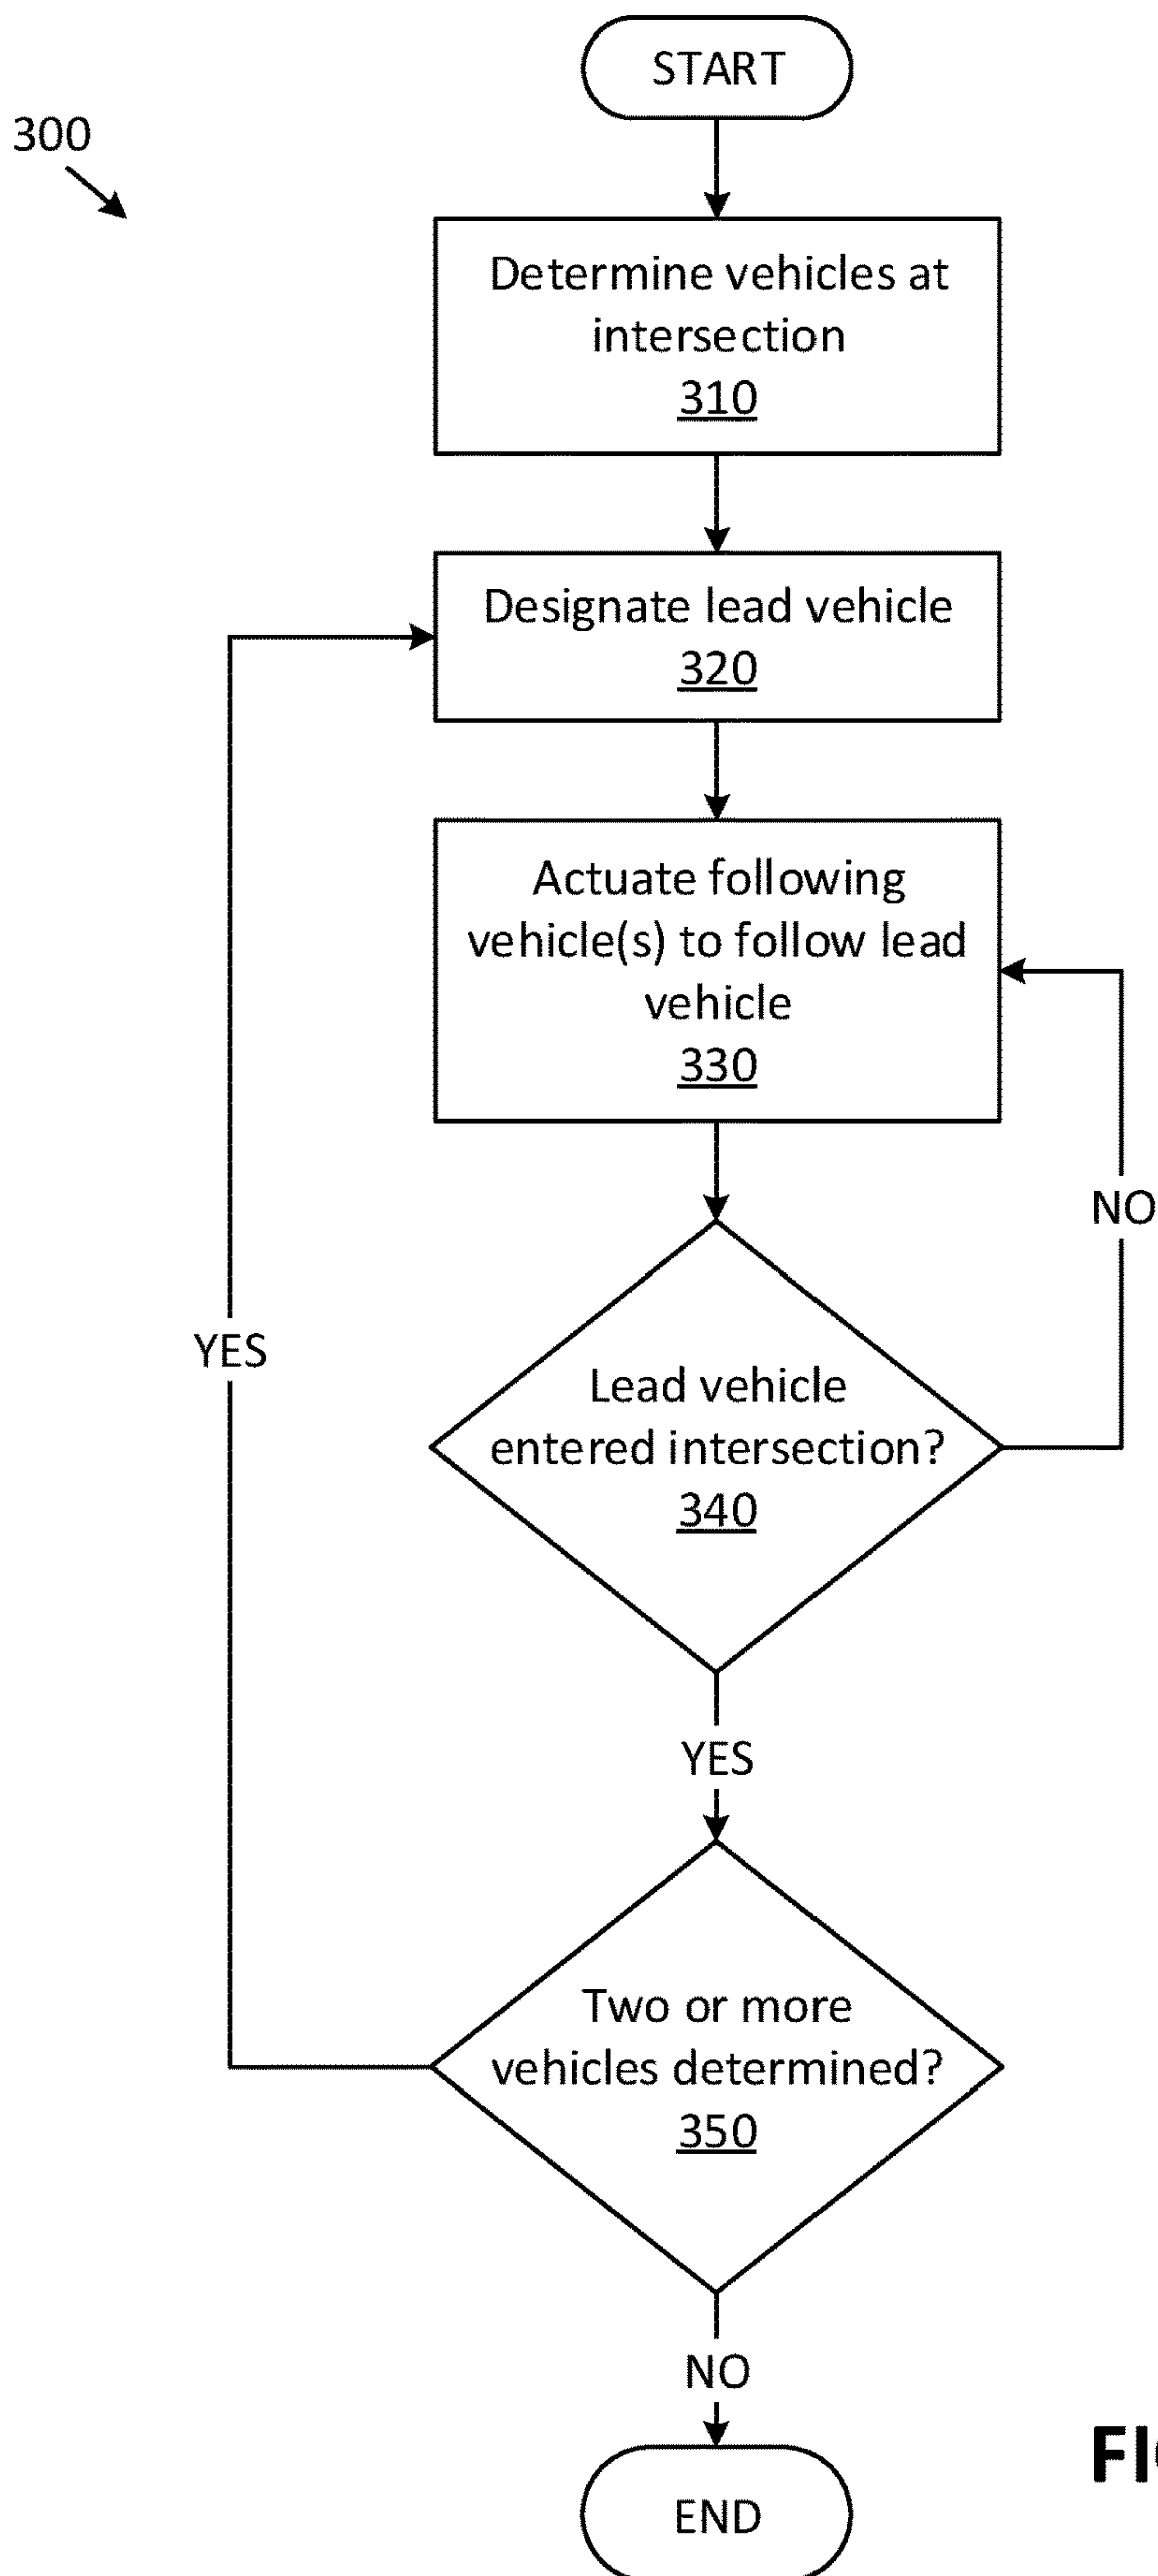 START
300
Determine vehicles at
intersection
310
Designate lead vehicle
320
Actuate following
vehicle(s) to follow lead
vehicle
330
NO
YES
Lead vehicle
entered intersection?
340
YES
Two or more
vehicles determined?
350
NO
END